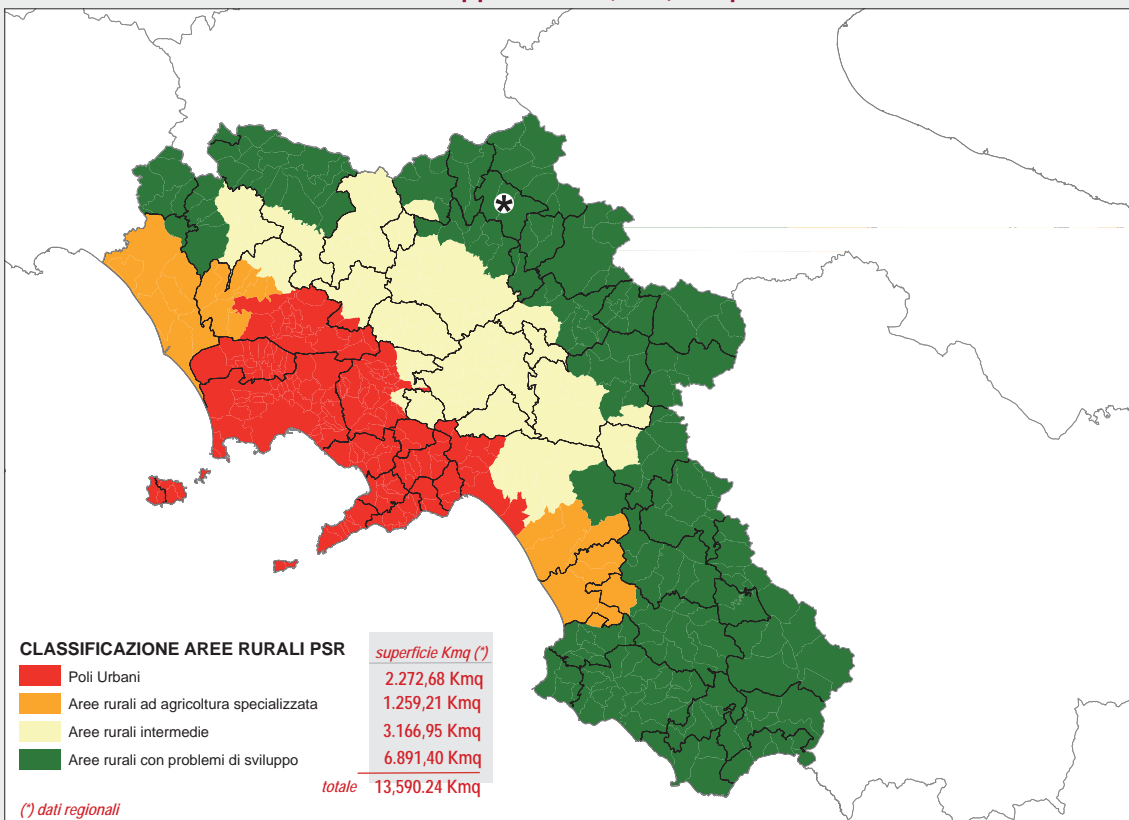 CLASSIFICAZIONE AREE RURALI PSR
superficie Kmq (*)
Poli Urbani
2.272,68 Kmq
Aree rurali ad agricoltura specializzata
1.259,21 Kmq
Aree rurali intermedie
3.166,95 Kmq
Aree rurali con problemi di sviluppo
6.891,40 Kmq
totale 13,590.24 Kmq
(*) dati regionali